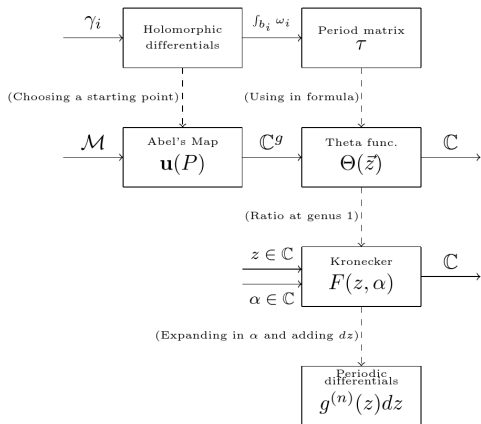 γ_i
Holomorphic
differentials
∫_{b_i} ω_i
Period matrix
τ
(Choosing a starting point)
(Using in formula)
ℳ
Abel's Map
u(P)
ℂ^g
Theta func.
Θ(z⃗)
ℂ
(Ratio at genus 1)
z ∈ ℂ
α ∈ ℂ
Kronecker
F(z, α)
ℂ
(Expanding in α and adding dz)
Periodic
differentials
g^{(n)}(z)dz